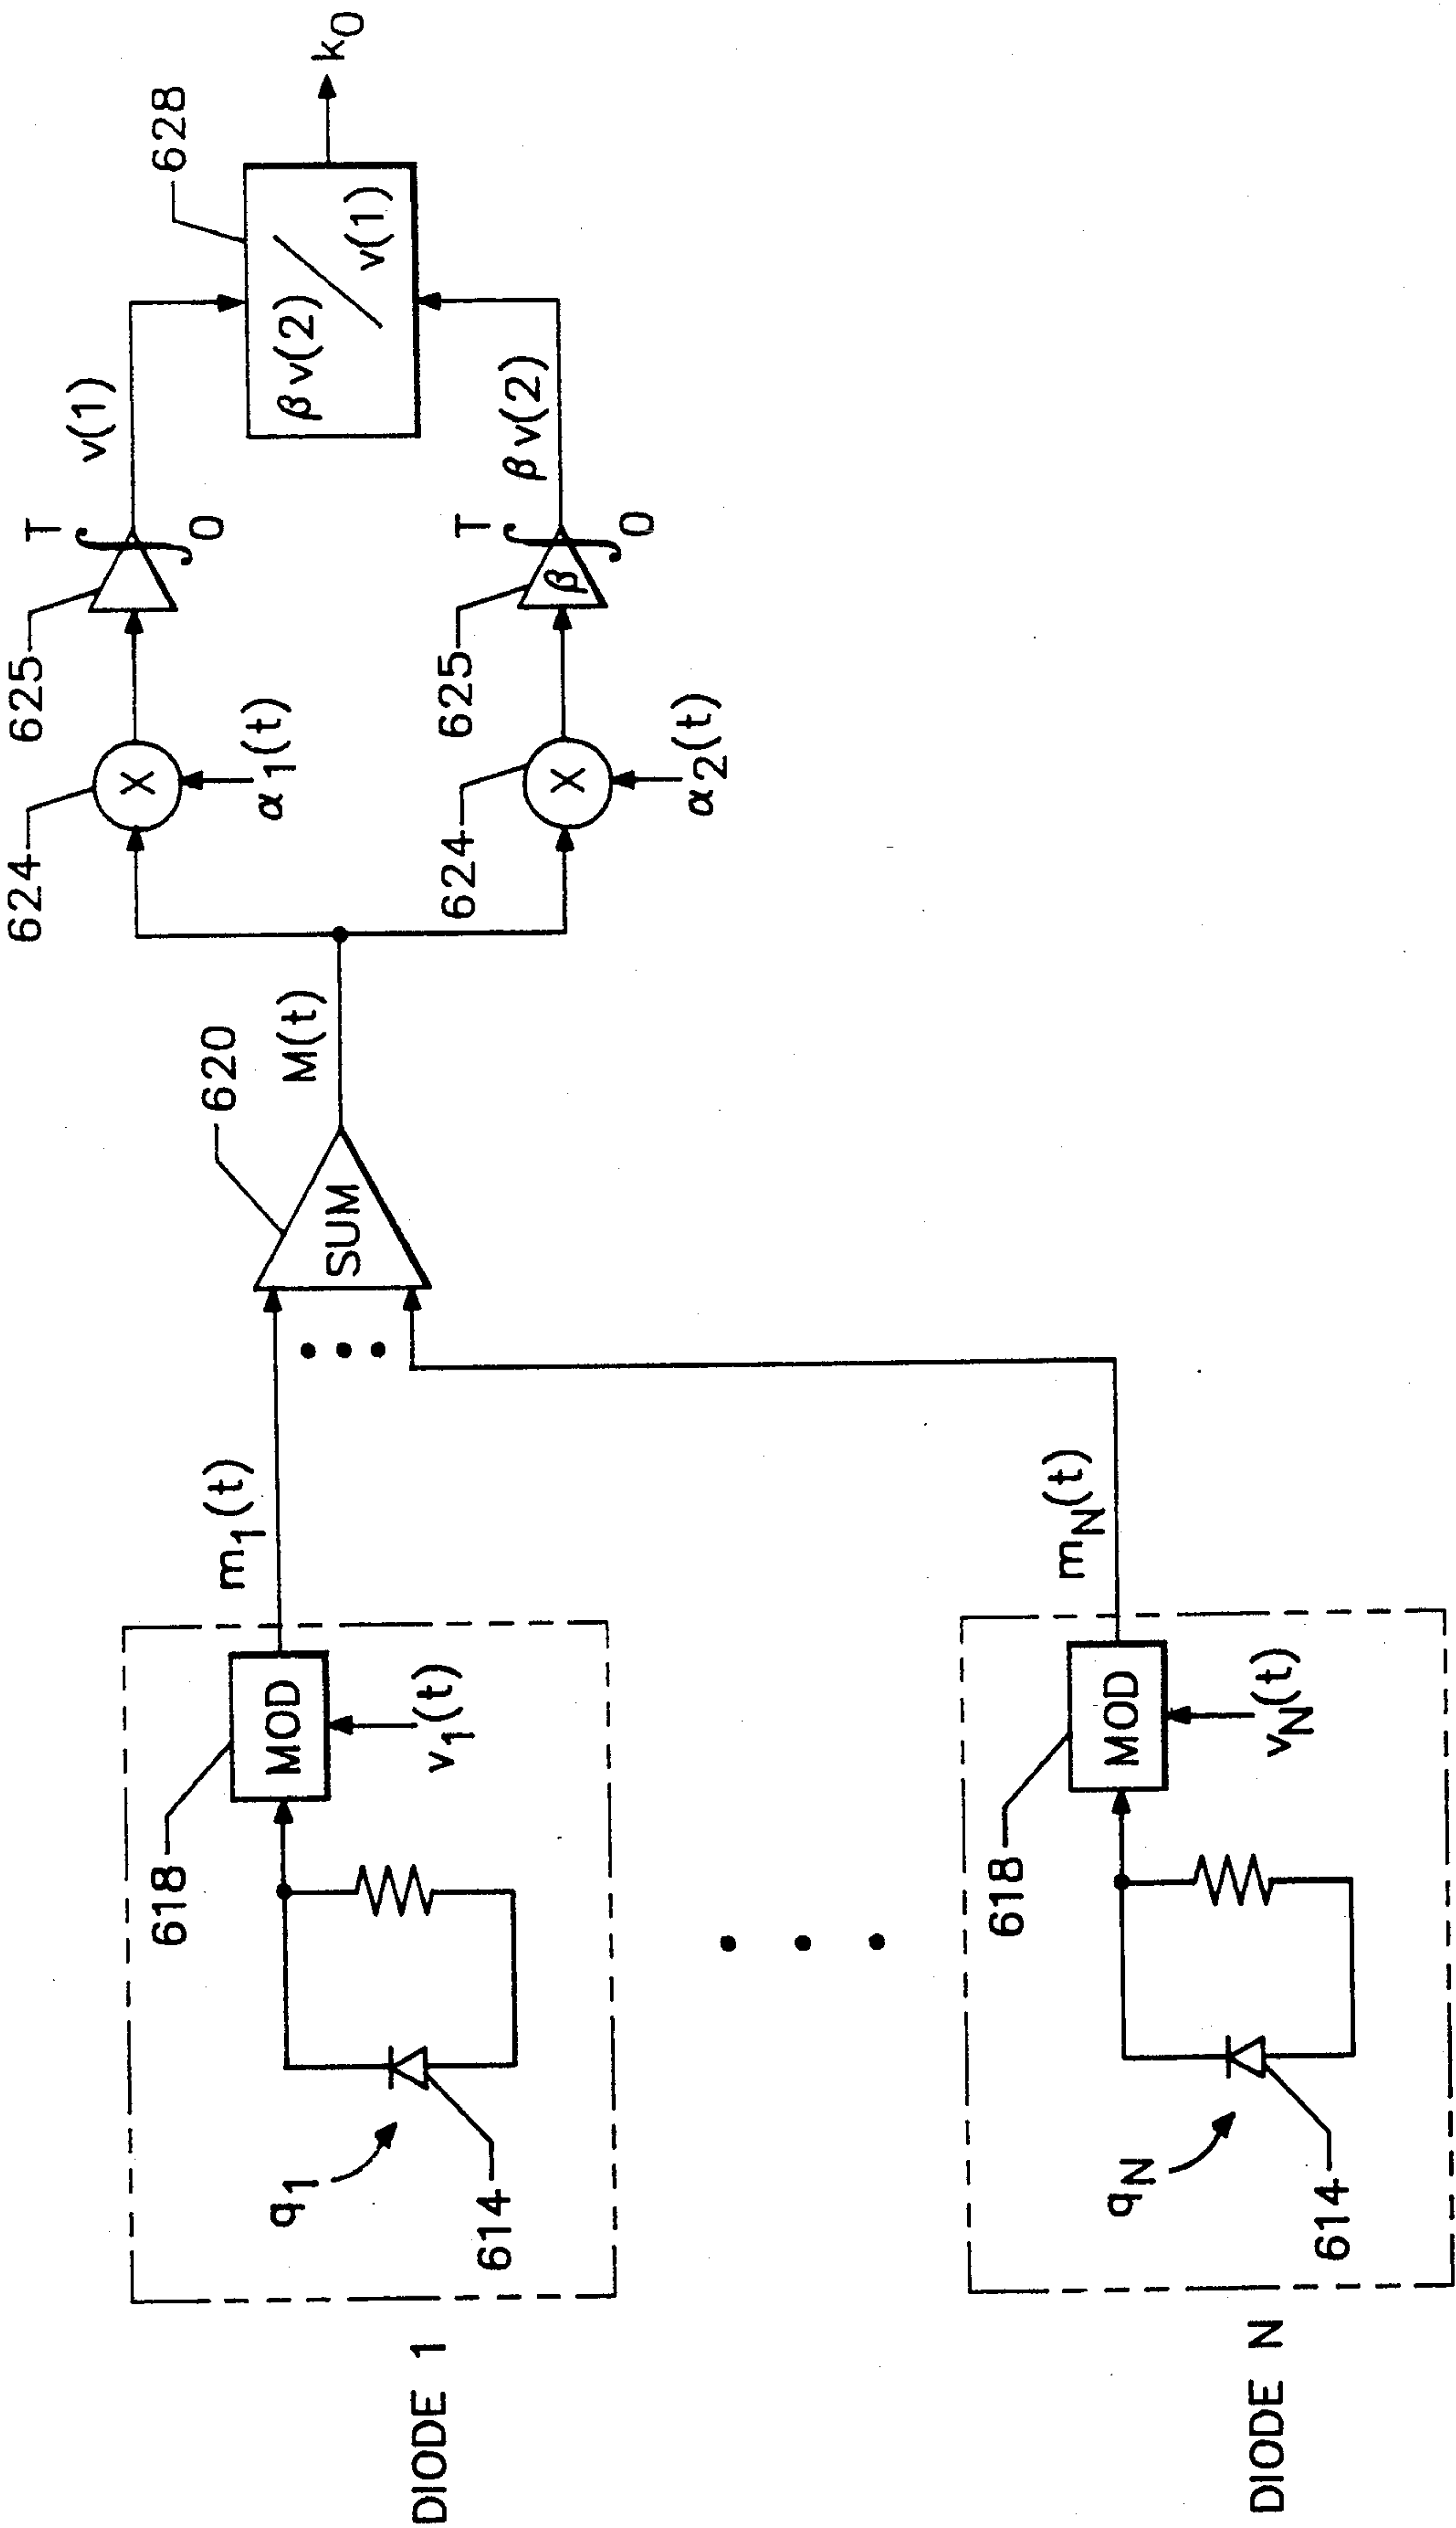 DIODE 1
q1
614
618
MOD
v1(t)
m1(t)
DIODE N
qN
614
618
MOD
vN(t)
mN(t)
SUM
620
M(t)
624
X
α1(t)
625
∫
T
0
v(1)
624
X
α2(t)
625
β
∫
T
0
βv(2)
βv(2)
/
v(1)
628
k0